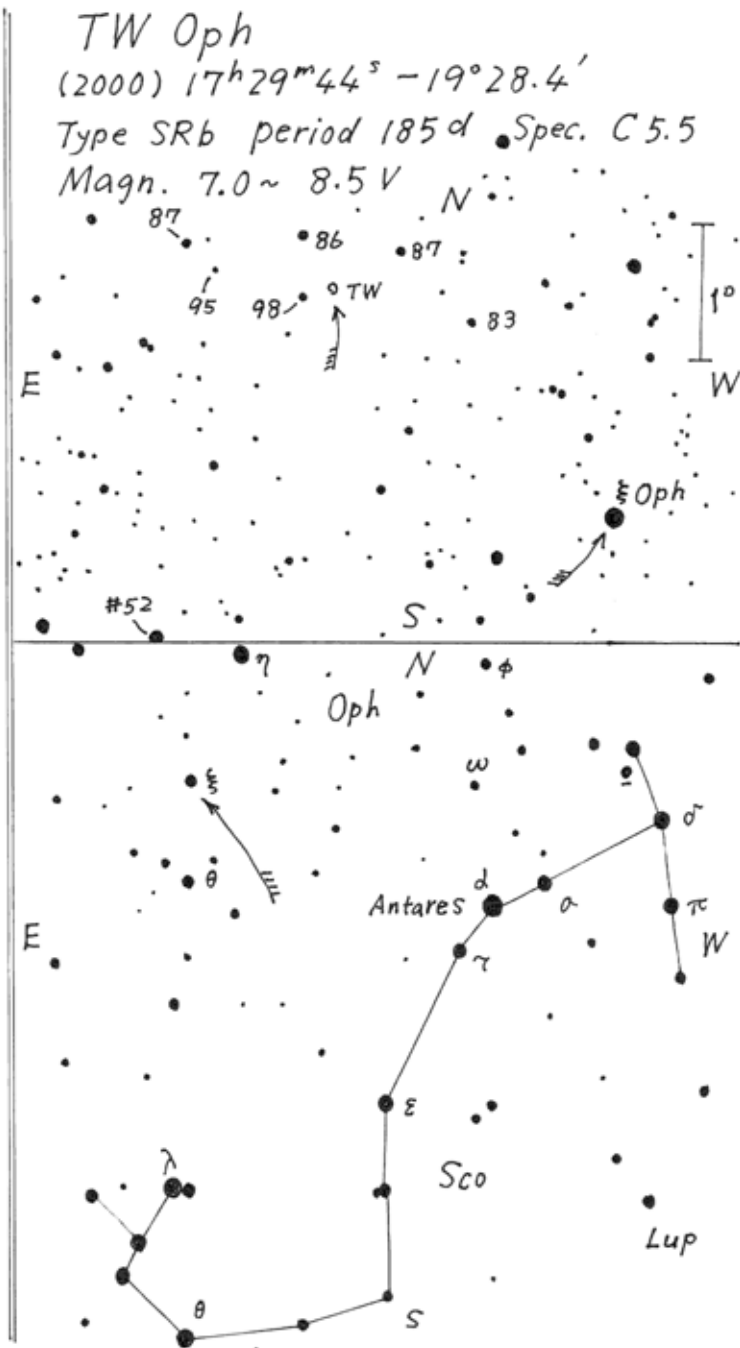 TW Oph
(2000) 17ʰ29ᵐ44ˢ -19°28.4′
Type SRb period 185d Spec. C5.5
Magn. 7.0~ 8.5 V
N
87
86
87
95
98
TW
83
1°
E
W
ξ Oph
#52
S
η
N
φ
Oph
ω
ξ
σ
θ
α
Antares
σ
π
E
τ
W
ε
λ
Sco
Lup
θ
S